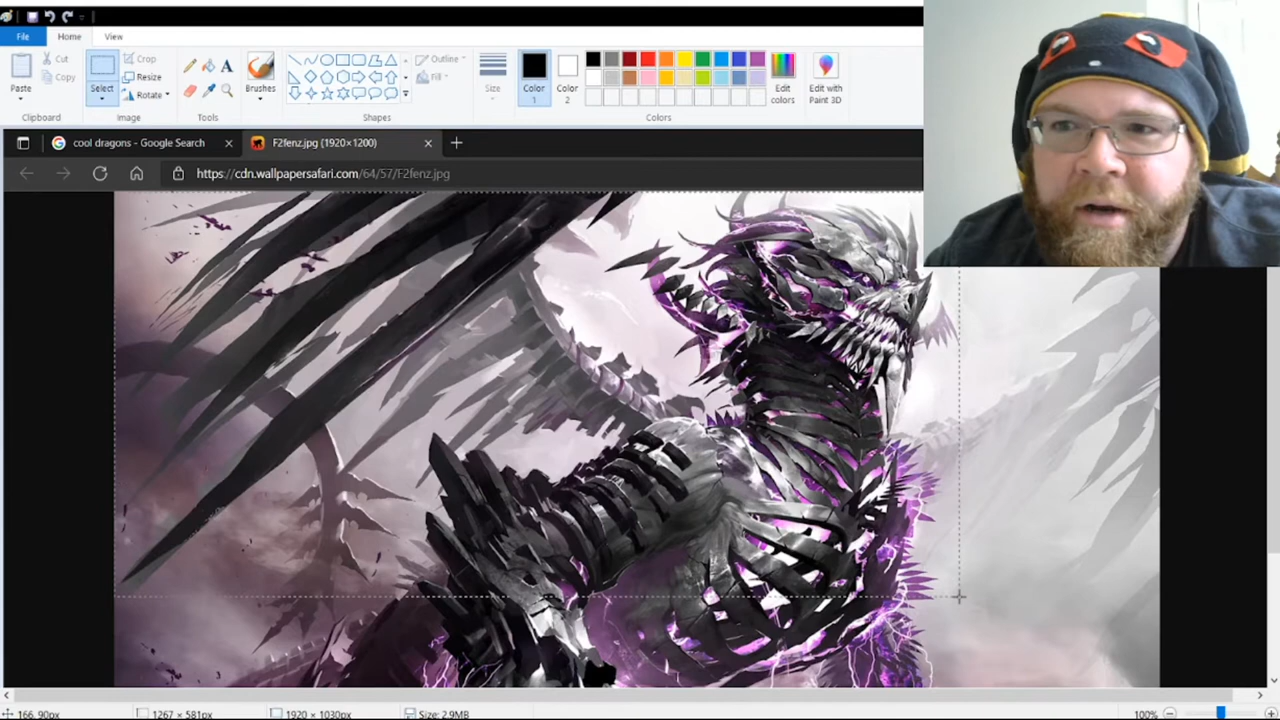 File Home View
Paste
Cut
Copy
Clipboard
Select
Crop
Resize
Rotate
Image
A
Tools
Brushes
Outline
Fill
Shapes
Size
Color 1
Color 2
Edit colors
Colors
Edit with Paint 3D
cool dragons - Google Search
F2fenz.jpg (1920×1200)
https://cdn.wallpapersafari.com/64/57/F2fenz.jpg
166, 90px 1267 × 581px 1920 × 1030px Size: 2.9MB 100%